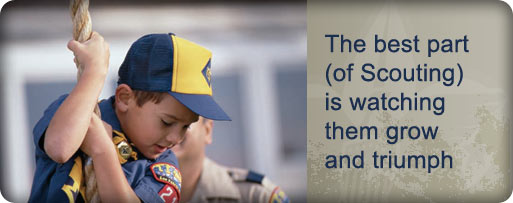 The best part
(of Scouting)
is watching
them grow
and triumph